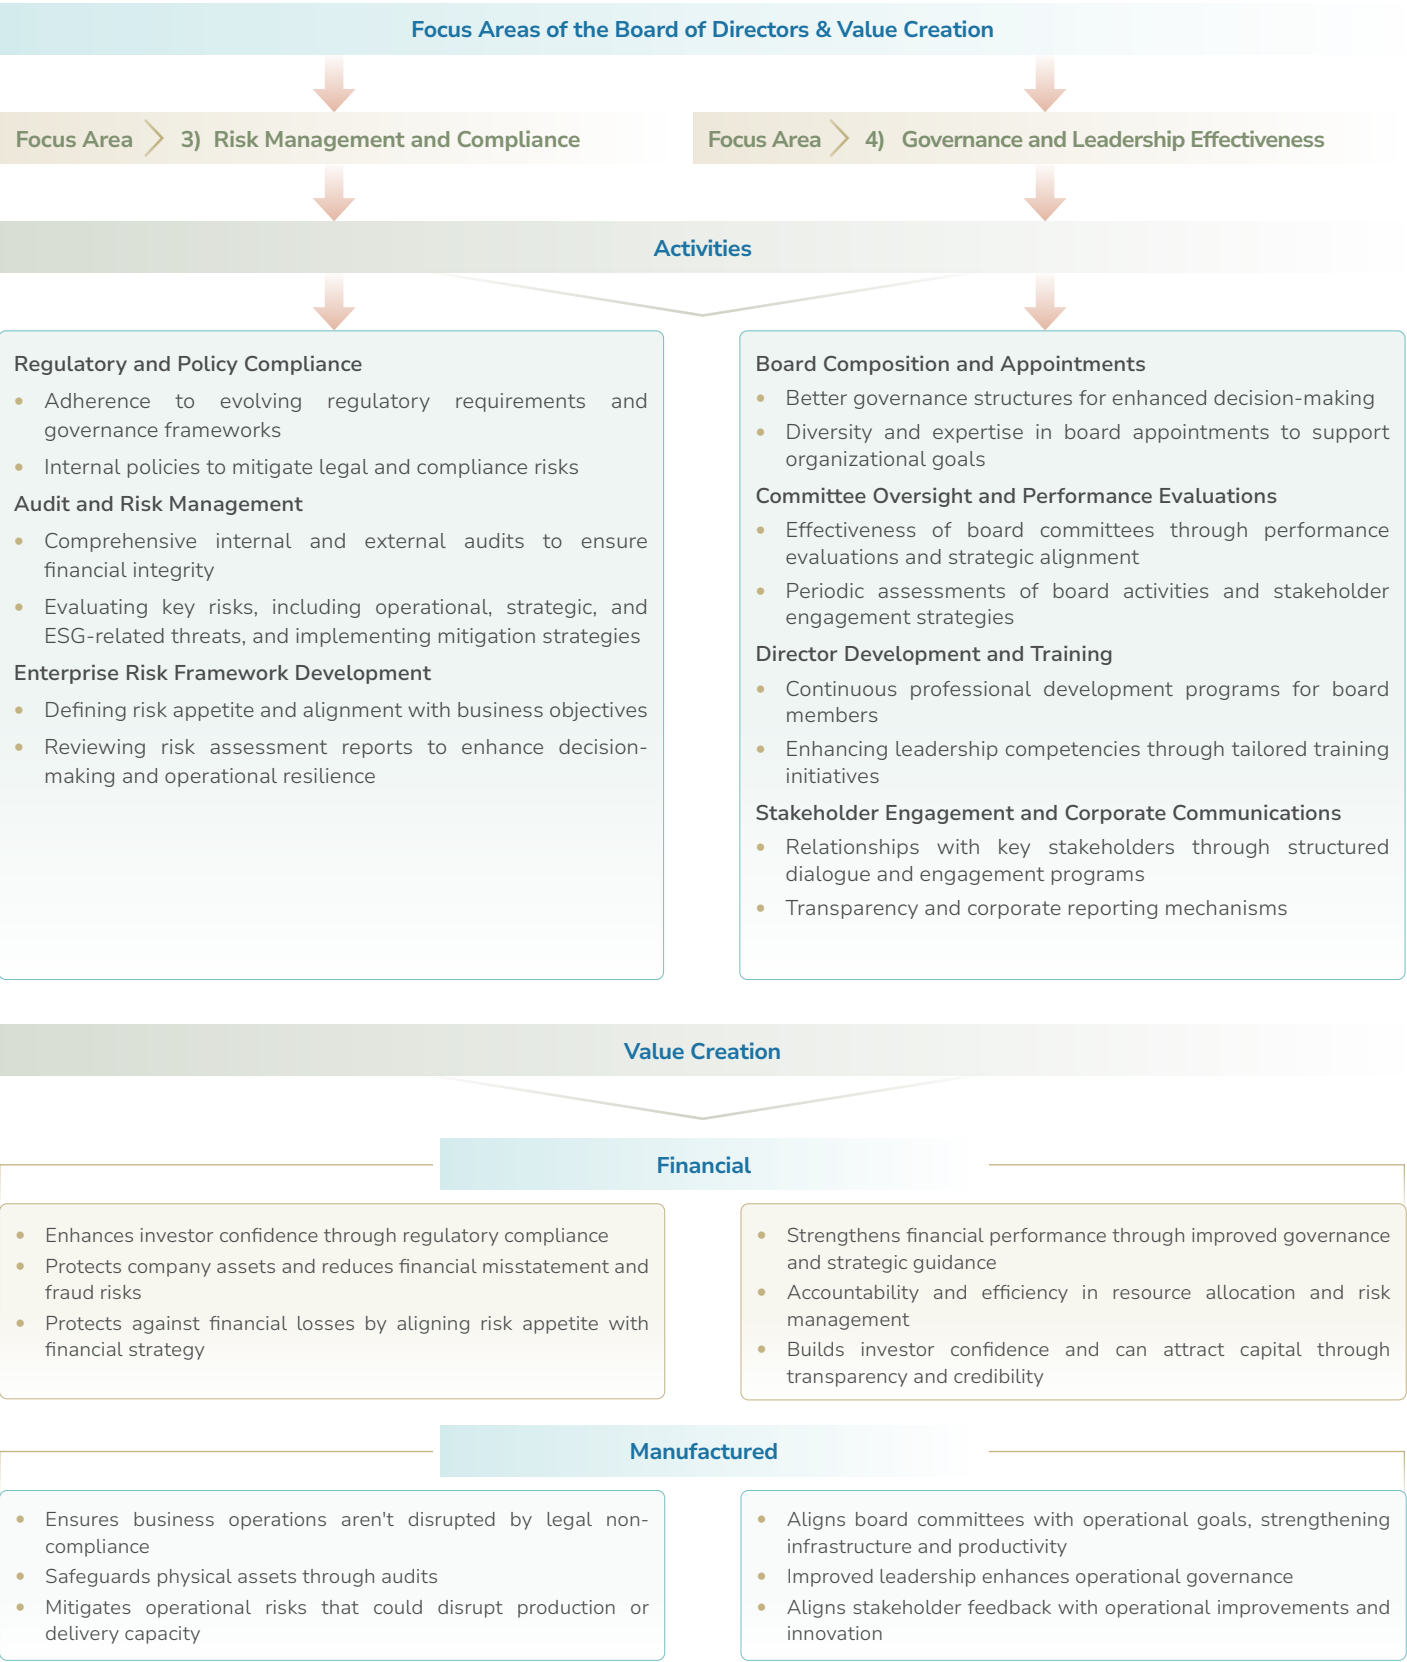 Focus Areas of the Board of Directors & Value Creation
Focus Area 3) Risk Management and Compliance
Focus Area 4) Governance and Leadership Effectiveness
Activities
Regulatory and Policy Compliance
• Adherence to evolving regulatory requirements and
governance frameworks
• Internal policies to mitigate legal and compliance risks
Audit and Risk Management
• Comprehensive internal and external audits to ensure
financial integrity
• Evaluating key risks, including operational, strategic, and
ESG-related threats, and implementing mitigation strategies
Enterprise Risk Framework Development
• Defining risk appetite and alignment with business objectives
• Reviewing risk assessment reports to enhance decision-
making and operational resilience
Board Composition and Appointments
• Better governance structures for enhanced decision-making
• Diversity and expertise in board appointments to support
organizational goals
Committee Oversight and Performance Evaluations
• Effectiveness of board committees through performance
evaluations and strategic alignment
• Periodic assessments of board activities and stakeholder
engagement strategies
Director Development and Training
• Continuous professional development programs for board
members
• Enhancing leadership competencies through tailored training
initiatives
Stakeholder Engagement and Corporate Communications
• Relationships with key stakeholders through structured
dialogue and engagement programs
• Transparency and corporate reporting mechanisms
Value Creation
Financial
• Enhances investor confidence through regulatory compliance
• Protects company assets and reduces financial misstatement and
fraud risks
• Protects against financial losses by aligning risk appetite with
financial strategy
• Strengthens financial performance through improved governance
and strategic guidance
• Accountability and efficiency in resource allocation and risk
management
• Builds investor confidence and can attract capital through
transparency and credibility
Manufactured
• Ensures business operations aren't disrupted by legal non-
compliance
• Safeguards physical assets through audits
• Mitigates operational risks that could disrupt production or
delivery capacity
• Aligns board committees with operational goals, strengthening
infrastructure and productivity
• Improved leadership enhances operational governance
• Aligns stakeholder feedback with operational improvements and
innovation